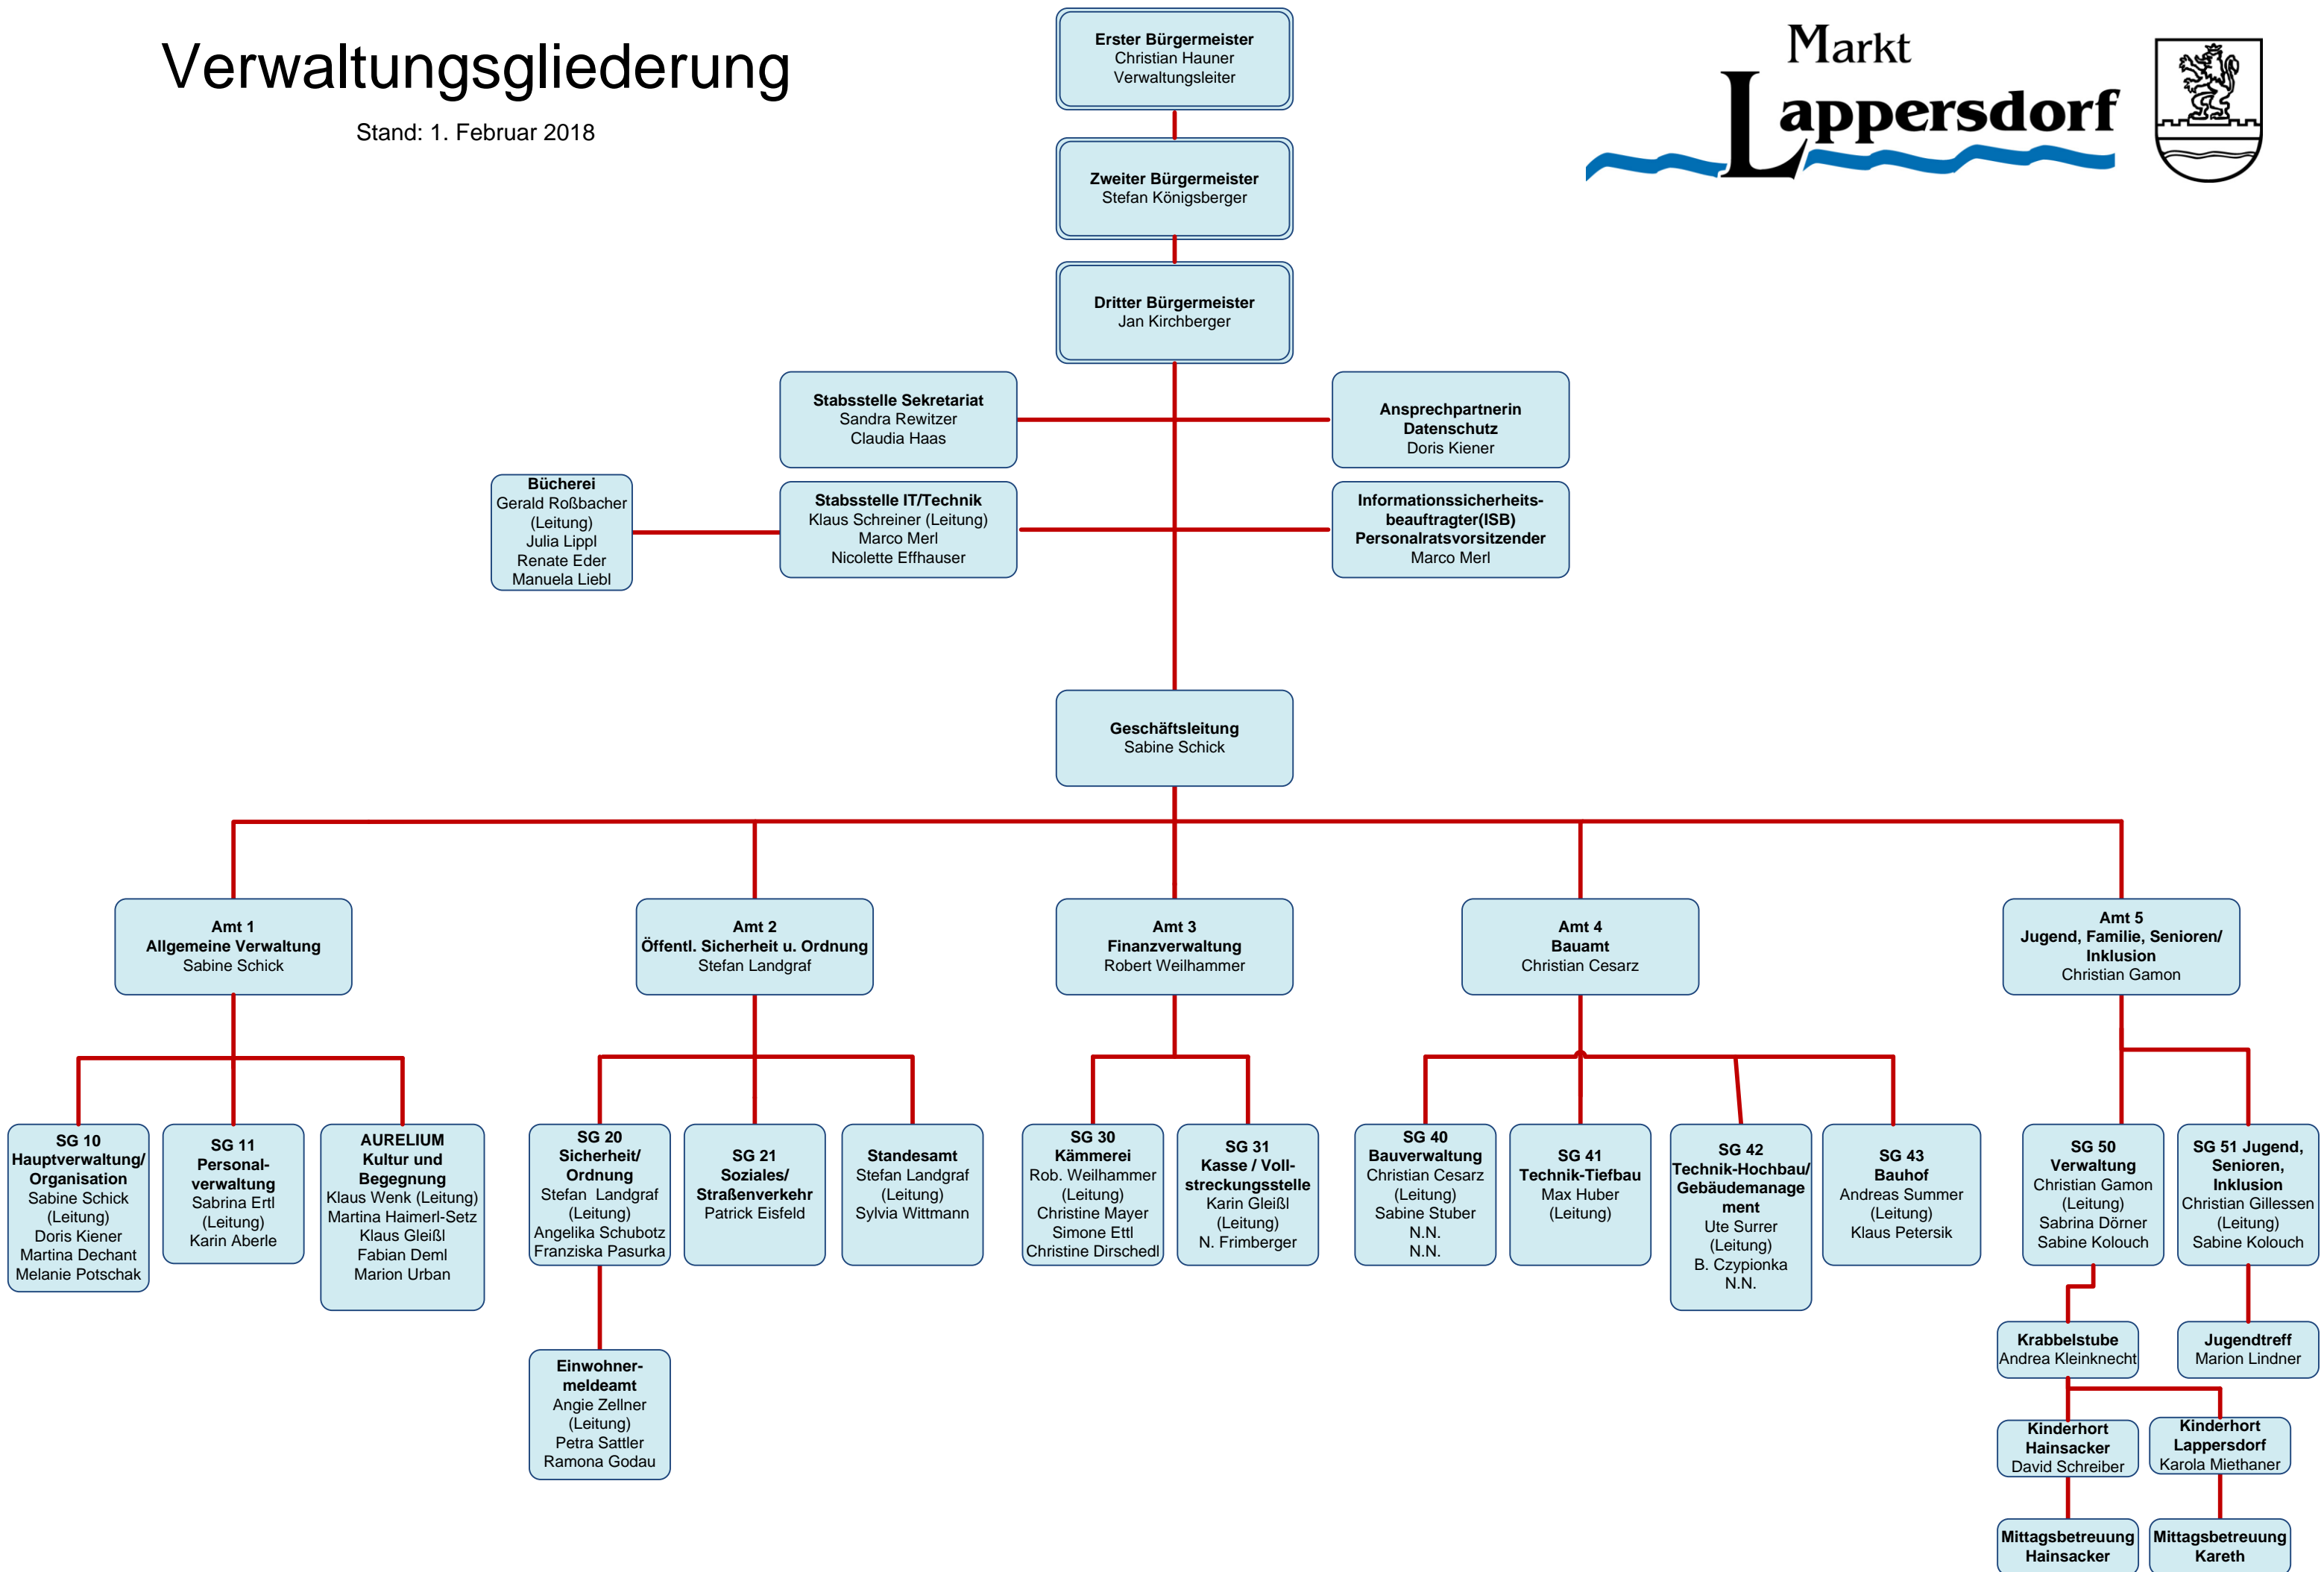 Verwaltungsgliederung
Stand: 1. Februar 2018
Markt
Lappersdorf
Erster Bürgermeister
Christian Hauner
Verwaltungsleiter
Zweiter Bürgermeister
Stefan Königsberger
Dritter Bürgermeister
Jan Kirchberger
Stabsstelle Sekretariat
Sandra Rewitzer
Claudia Haas
Ansprechpartnerin
Datenschutz
Doris Kiener
Bücherei
Gerald Roßbacher
(Leitung)
Julia Lippl
Renate Eder
Manuela Liebl
Stabsstelle IT/Technik
Klaus Schreiner (Leitung)
Marco Merl
Nicolette Effhauser
Informationssicherheits-
beauftragter(ISB)
Personalratsvorsitzender
Marco Merl
Geschäftsleitung
Sabine Schick
Amt 1
Allgemeine Verwaltung
Sabine Schick
Amt 2
Öffentl. Sicherheit u. Ordnung
Stefan Landgraf
Amt 3
Finanzverwaltung
Robert Weilhammer
Amt 4
Bauamt
Christian Cesarz
Amt 5
Jugend, Familie, Senioren/
Inklusion
Christian Gamon
SG 10
Hauptverwaltung/
Organisation
Sabine Schick
(Leitung)
Doris Kiener
Martina Dechant
Melanie Potschak
SG 11
Personal-
verwaltung
Sabrina Ertl
(Leitung)
Karin Aberle
AURELIUM
Kultur und
Begegnung
Klaus Wenk (Leitung)
Martina Haimerl-Setz
Klaus Gleißl
Fabian Deml
Marion Urban
SG 20
Sicherheit/
Ordnung
Stefan  Landgraf
(Leitung)
Angelika Schubotz
Franziska Pasurka
SG 21
Soziales/
Straßenverkehr
Patrick Eisfeld
Standesamt
Stefan Landgraf
(Leitung)
Sylvia Wittmann
SG 30
Kämmerei
Rob. Weilhammer
(Leitung)
Christine Mayer
Simone Ettl
Christine Dirschedl
SG 31
Kasse / Voll-
streckungsstelle
Karin Gleißl
(Leitung)
N. Frimberger
SG 40
Bauverwaltung
Christian Cesarz
(Leitung)
Sabine Stuber
N.N.
N.N.
SG 41
Technik-Tiefbau
Max Huber
(Leitung)
SG 42
Technik-Hochbau/
Gebäudemanage
ment
Ute Surrer
(Leitung)
B. Czypionka
N.N.
SG 43
Bauhof
Andreas Summer
(Leitung)
Klaus Petersik
SG 50
Verwaltung
Christian Gamon
(Leitung)
Sabrina Dörner
Sabine Kolouch
SG 51 Jugend,
Senioren,
Inklusion
Christian Gillessen
(Leitung)
Sabine Kolouch
Einwohner-
meldeamt
Angie Zellner
(Leitung)
Petra Sattler
Ramona Godau
Krabbelstube
Andrea Kleinknecht
Jugendtreff
Marion Lindner
Kinderhort
Hainsacker
David Schreiber
Kinderhort
Lappersdorf
Karola Miethaner
Mittagsbetreuung
Hainsacker
Mittagsbetreuung
Kareth